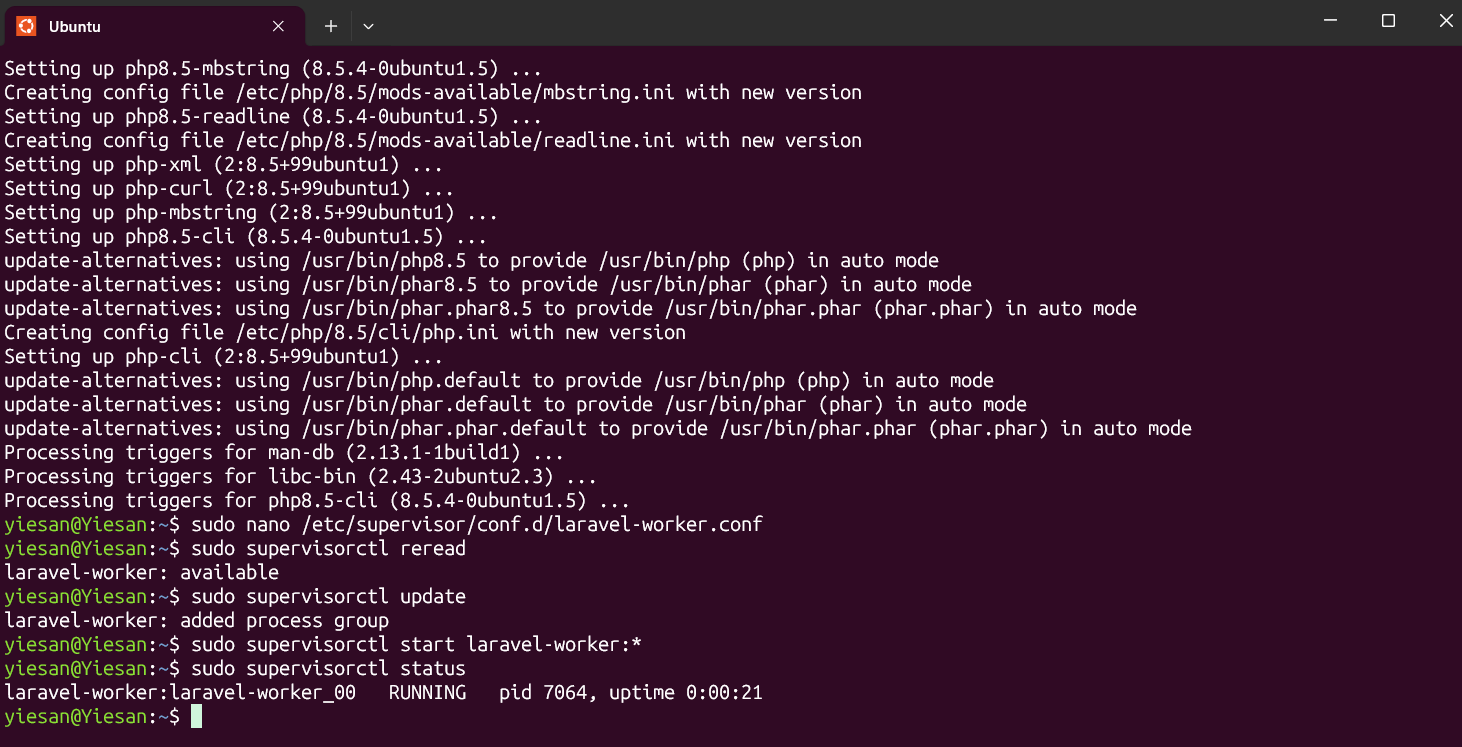 Ubuntu
Setting up php8.5-mbstring (8.5.4-0ubuntu1.5) ...
Creating config file /etc/php/8.5/mods-available/mbstring.ini with new version
Setting up php8.5-readline (8.5.4-0ubuntu1.5) ...
Creating config file /etc/php/8.5/mods-available/readline.ini with new version
Setting up php-xml (2:8.5+99ubuntu1) ...
Setting up php-curl (2:8.5+99ubuntu1) ...
Setting up php-mbstring (2:8.5+99ubuntu1) ...
Setting up php8.5-cli (8.5.4-0ubuntu1.5) ...
update-alternatives: using /usr/bin/php8.5 to provide /usr/bin/php (php) in auto mode
update-alternatives: using /usr/bin/phar8.5 to provide /usr/bin/phar (phar) in auto mode
update-alternatives: using /usr/bin/phar.phar8.5 to provide /usr/bin/phar.phar (phar.phar) in auto mode
Creating config file /etc/php/8.5/cli/php.ini with new version
Setting up php-cli (2:8.5+99ubuntu1) ...
update-alternatives: using /usr/bin/php.default to provide /usr/bin/php (php) in auto mode
update-alternatives: using /usr/bin/phar.default to provide /usr/bin/phar (phar) in auto mode
update-alternatives: using /usr/bin/phar.phar.default to provide /usr/bin/phar.phar (phar.phar) in auto mode
Processing triggers for man-db (2.13.1-1build1) ...
Processing triggers for libc-bin (2.43-2ubuntu2.3) ...
Processing triggers for php8.5-cli (8.5.4-0ubuntu1.5) ...
yiesan@Yiesan:~$ sudo nano /etc/supervisor/conf.d/laravel-worker.conf
yiesan@Yiesan:~$ sudo supervisorctl reread
laravel-worker: available
yiesan@Yiesan:~$ sudo supervisorctl update
laravel-worker: added process group
yiesan@Yiesan:~$ sudo supervisorctl start laravel-worker:*
yiesan@Yiesan:~$ sudo supervisorctl status
laravel-worker:laravel-worker_00   RUNNING   pid 7064, uptime 0:00:21
yiesan@Yiesan:~$